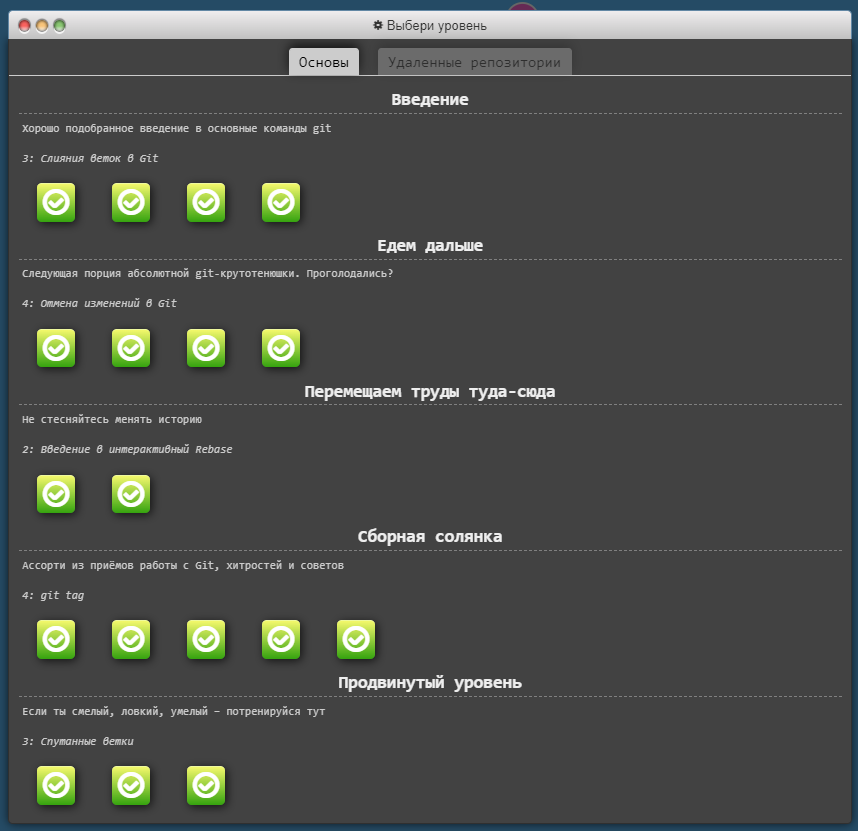 Выбери уровень
Основы
Удаленные репозитории
Введение
Хорошо подобранное введение в основные команды git
3: Слияния веток в Git
Едем дальше
Следующая порция абсолютной git-крутотенюшки. Проголодались?
4: Отмена изменений в Git
Перемещаем труды туда-сюда
Не стесняйтесь менять историю
2: Введение в интерактивный Rebase
Сборная солянка
Ассорти из приёмов работы с Git, хитростей и советов
4: git tag
Продвинутый уровень
Если ты смелый, ловкий, умелый – потренируйся тут
3: Спутанные ветки